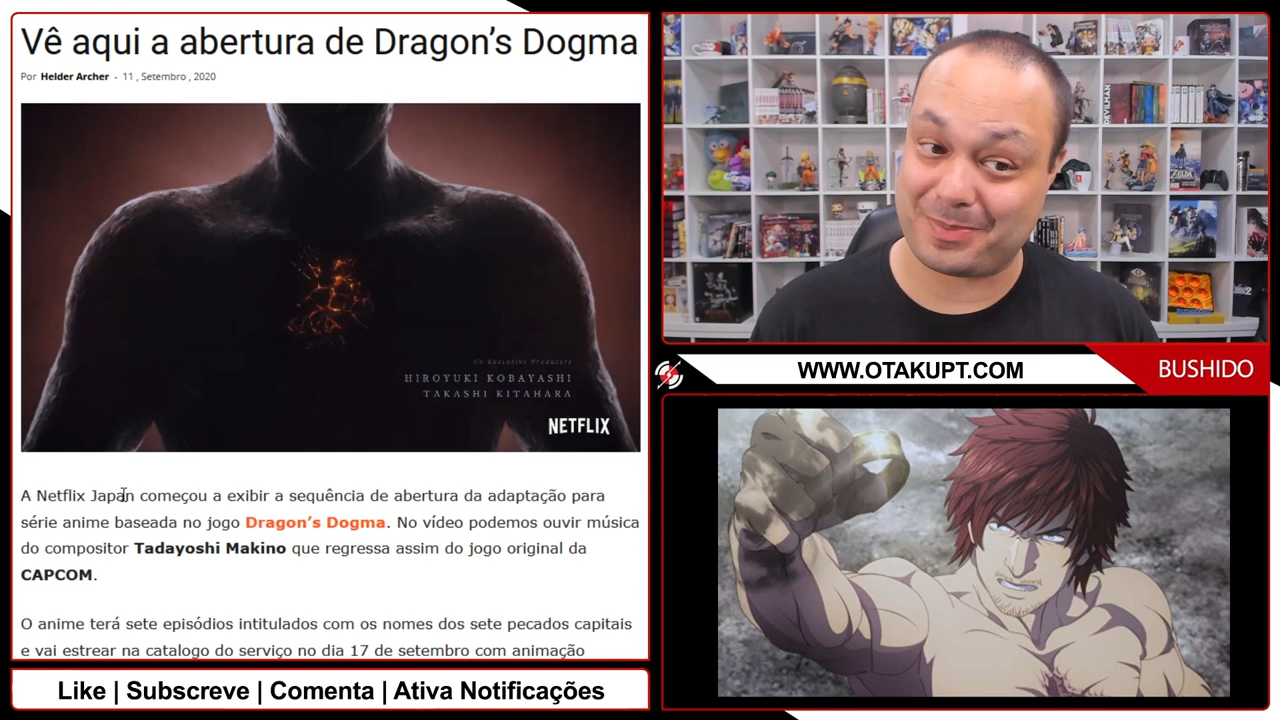 Vê aqui a abertura de Dragon’s Dogma
Por Helder Archer - 11 , Setembro , 2020
Co Executive Producers
HIROYUKI KOBAYASHI
TAKASHI KITAHARA
NETFLIX
A Netflix Japan começou a exibir a sequência de abertura da adaptação para
série anime baseada no jogo Dragon’s Dogma. No vídeo podemos ouvir música
do compositor Tadayoshi Makino que regressa assim do jogo original da
CAPCOM.
O anime terá sete episódios intitulados com os nomes dos sete pecados capitais
e vai estrear na catalogo do serviço no dia 17 de setembro com animação
Like | Subscreve | Comenta | Ativa Notificações
WWW.OTAKUPT.COM
BUSHIDO